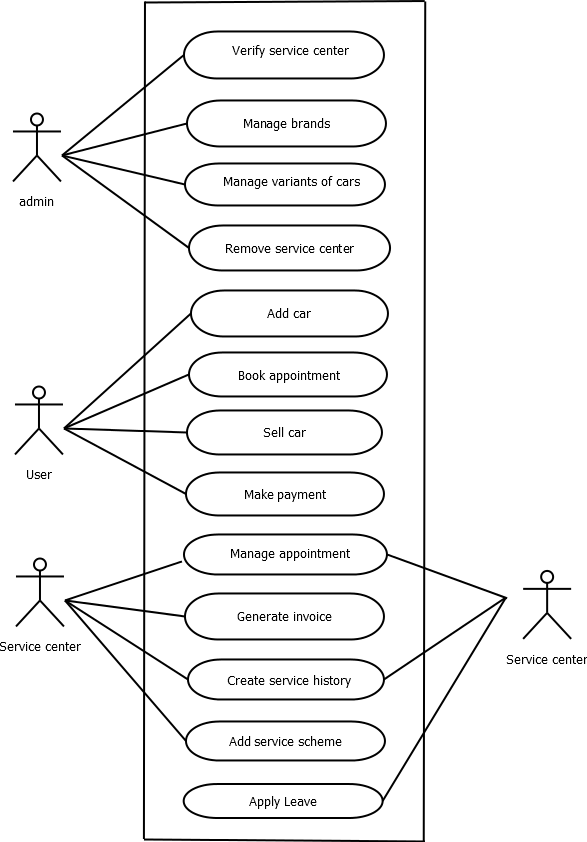 Verify service center
Manage brands
Manage variants of cars
admin
Remove service center
Add car
Book appointment
Sell car
User
Make payment
Manage appointment
Generate invoice
Service center
Service center
Create service history
Add service scheme
Apply Leave